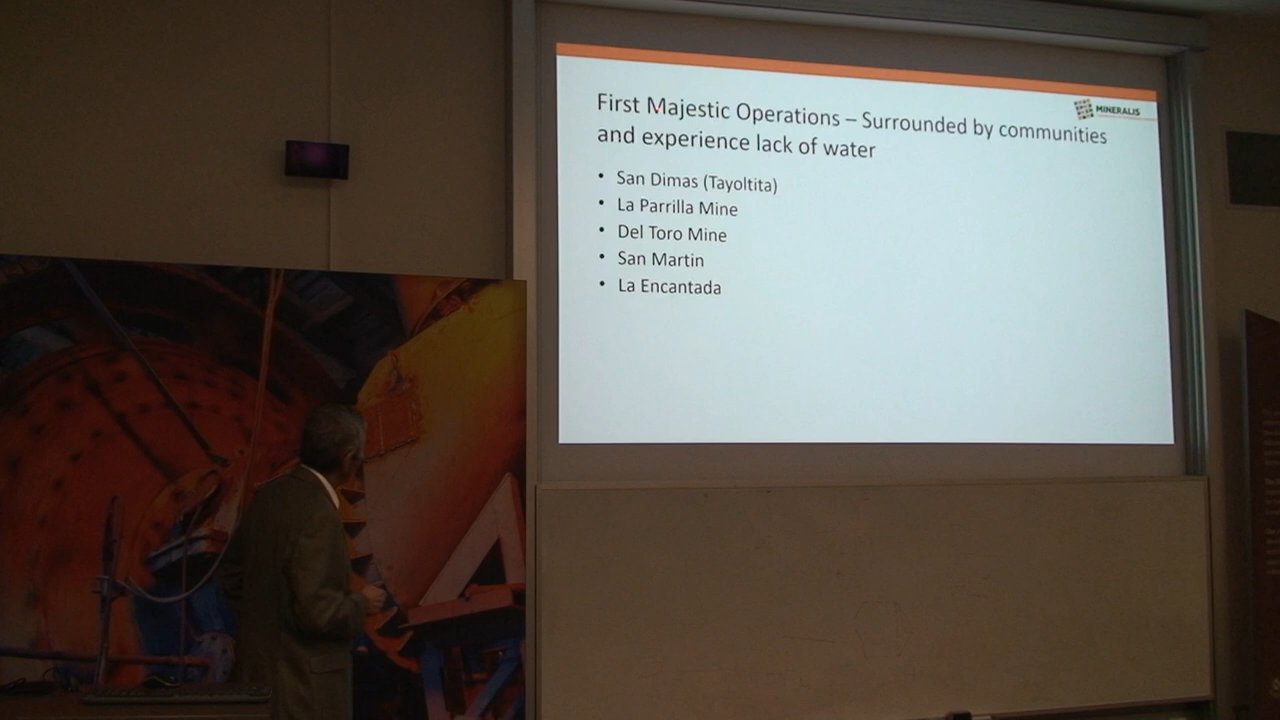 First Majestic Operations – Surrounded by communities
and experience lack of water
MINERALIS
• San Dimas (Tayoltita)
• La Parrilla Mine
• Del Toro Mine
• San Martin
• La Encantada